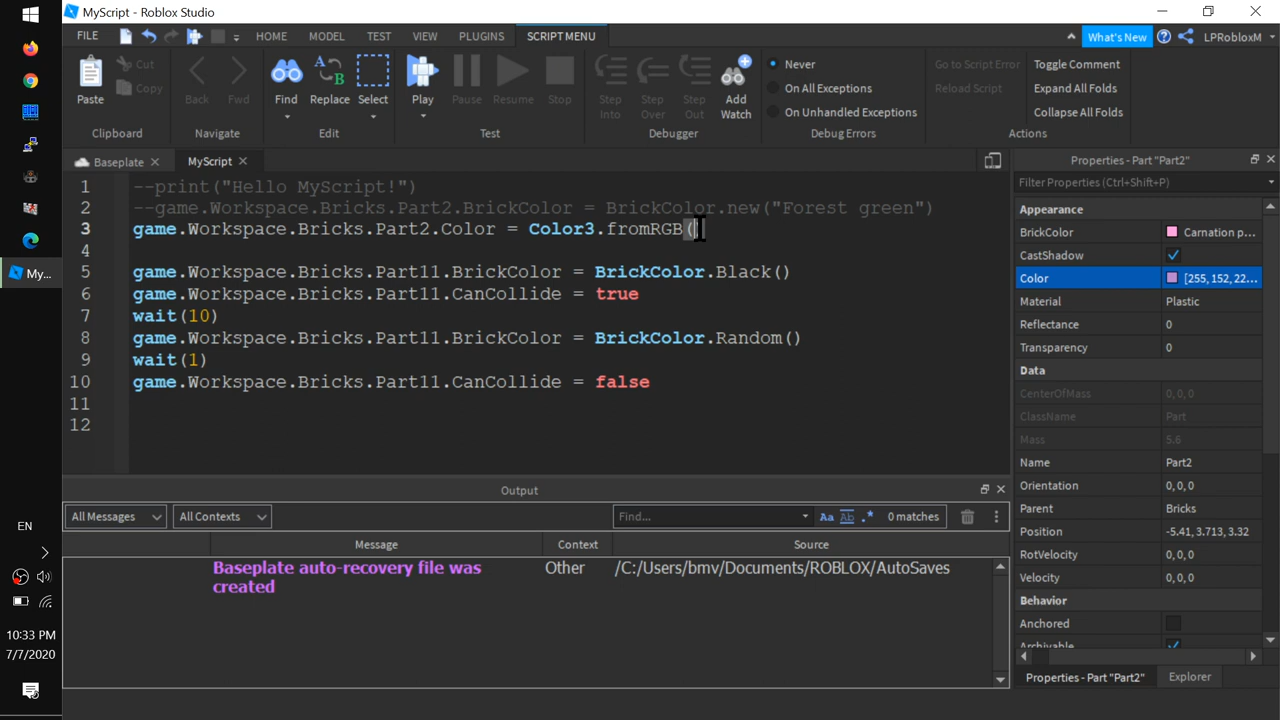 MyScript - Roblox Studio
FILE
HOME
MODEL
TEST
VIEW
PLUGINS
SCRIPT MENU
What's New
LPRobloxM
Paste
Cut
Copy
Clipboard
Back
Fwd
Navigate
Find
Replace
Select
Edit
Play
Pause
Resume
Stop
Test
Step Into
Step Over
Step Out
Add Watch
Debugger
Never
On All Exceptions
On Unhandled Exceptions
Debug Errors
Go to Script Error
Reload Script
Toggle Comment
Expand All Folds
Collapse All Folds
Actions
Baseplate
MyScript
1 --print("Hello MyScript!")
2 --game.Workspace.Bricks.Part2.BrickColor = BrickColor.new("Forest green")
3 game.Workspace.Bricks.Part2.Color = Color3.fromRGB()
4
5 game.Workspace.Bricks.Part11.BrickColor = BrickColor.Black()
6 game.Workspace.Bricks.Part11.CanCollide = true
7 wait(10)
8 game.Workspace.Bricks.Part11.BrickColor = BrickColor.Random()
9 wait(1)
10 game.Workspace.Bricks.Part11.CanCollide = false
11
12
Properties - Part "Part2"
Filter Properties (Ctrl+Shift+P)
Appearance
BrickColor Carnation p...
CastShadow
Color [255, 152, 22...
Material Plastic
Reflectance 0
Transparency 0
Data
CenterOfMass 0, 0, 0
ClassName Part
Mass 5.6
Name Part2
Orientation 0, 0, 0
Parent Bricks
Position -5.41, 3.713, 3.32
RotVelocity 0, 0, 0
Velocity 0, 0, 0
Behavior
Anchored
Archivable
Properties - Part "Part2"
Explorer
Output
All Messages
All Contexts
Find...
Aa
Ab
.*
0 matches
Message
Context
Source
Baseplate auto-recovery file was created
Other
/C:/Users/bmv/Documents/ROBLOX/AutoSaves
My...
EN
10:33 PM
7/7/2020